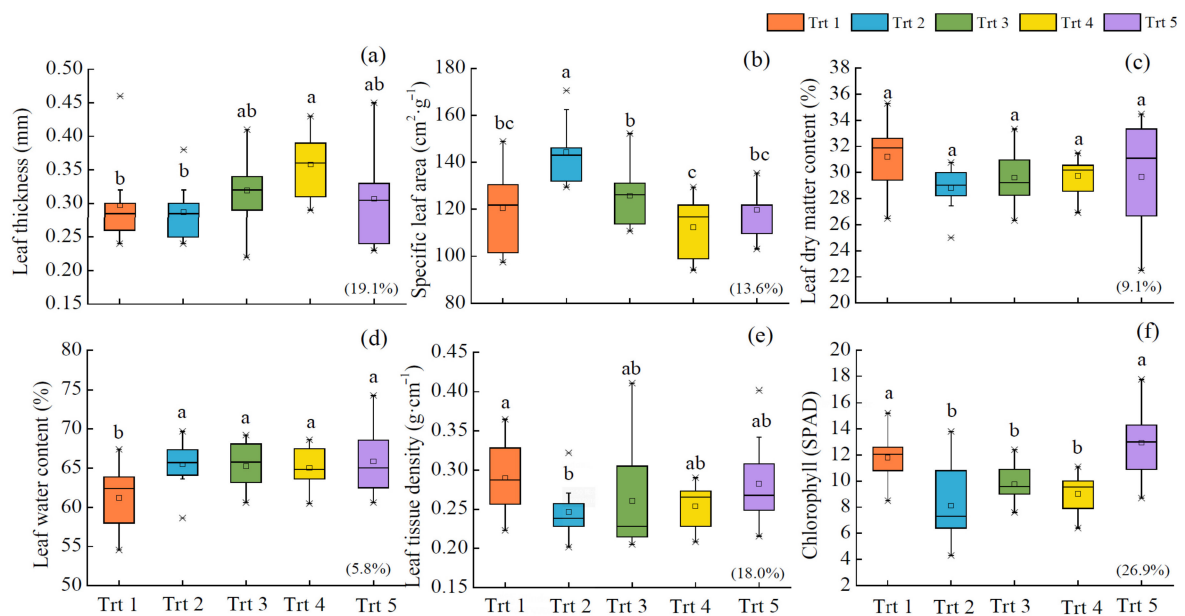 Trt 1 Trt 2 Trt 3 Trt 4 Trt 5
(a)
Leaf thickness (mm)
0.50
0.45
0.40
0.35
0.30
0.25
0.20
0.15
b b ab a ab
(19.1%)
(b)
Specific leaf area (cm²·g⁻¹)
180
160
140
120
100
80
bc a b c bc
(13.6%)
(c)
Leaf dry matter content (%)
38
36
34
32
30
28
26
24
22
20
a a a a a
(9.1%)
(d)
Leaf water content (%)
80
75
70
65
60
55
50
b a a a a
(5.8%)
Trt 1 Trt 2 Trt 3 Trt 4 Trt 5
(e)
Leaf tissue density (g·cm⁻¹)
0.45
0.40
0.35
0.30
0.25
0.20
0.15
a b ab ab ab
(18.0%)
Trt 1 Trt 2 Trt 3 Trt 4 Trt 5
(f)
Chlorophyll (SPAD)
20
18
16
14
12
10
8
6
4
2
a b b b a
(26.9%)
Trt 1 Trt 2 Trt 3 Trt 4 Trt 5